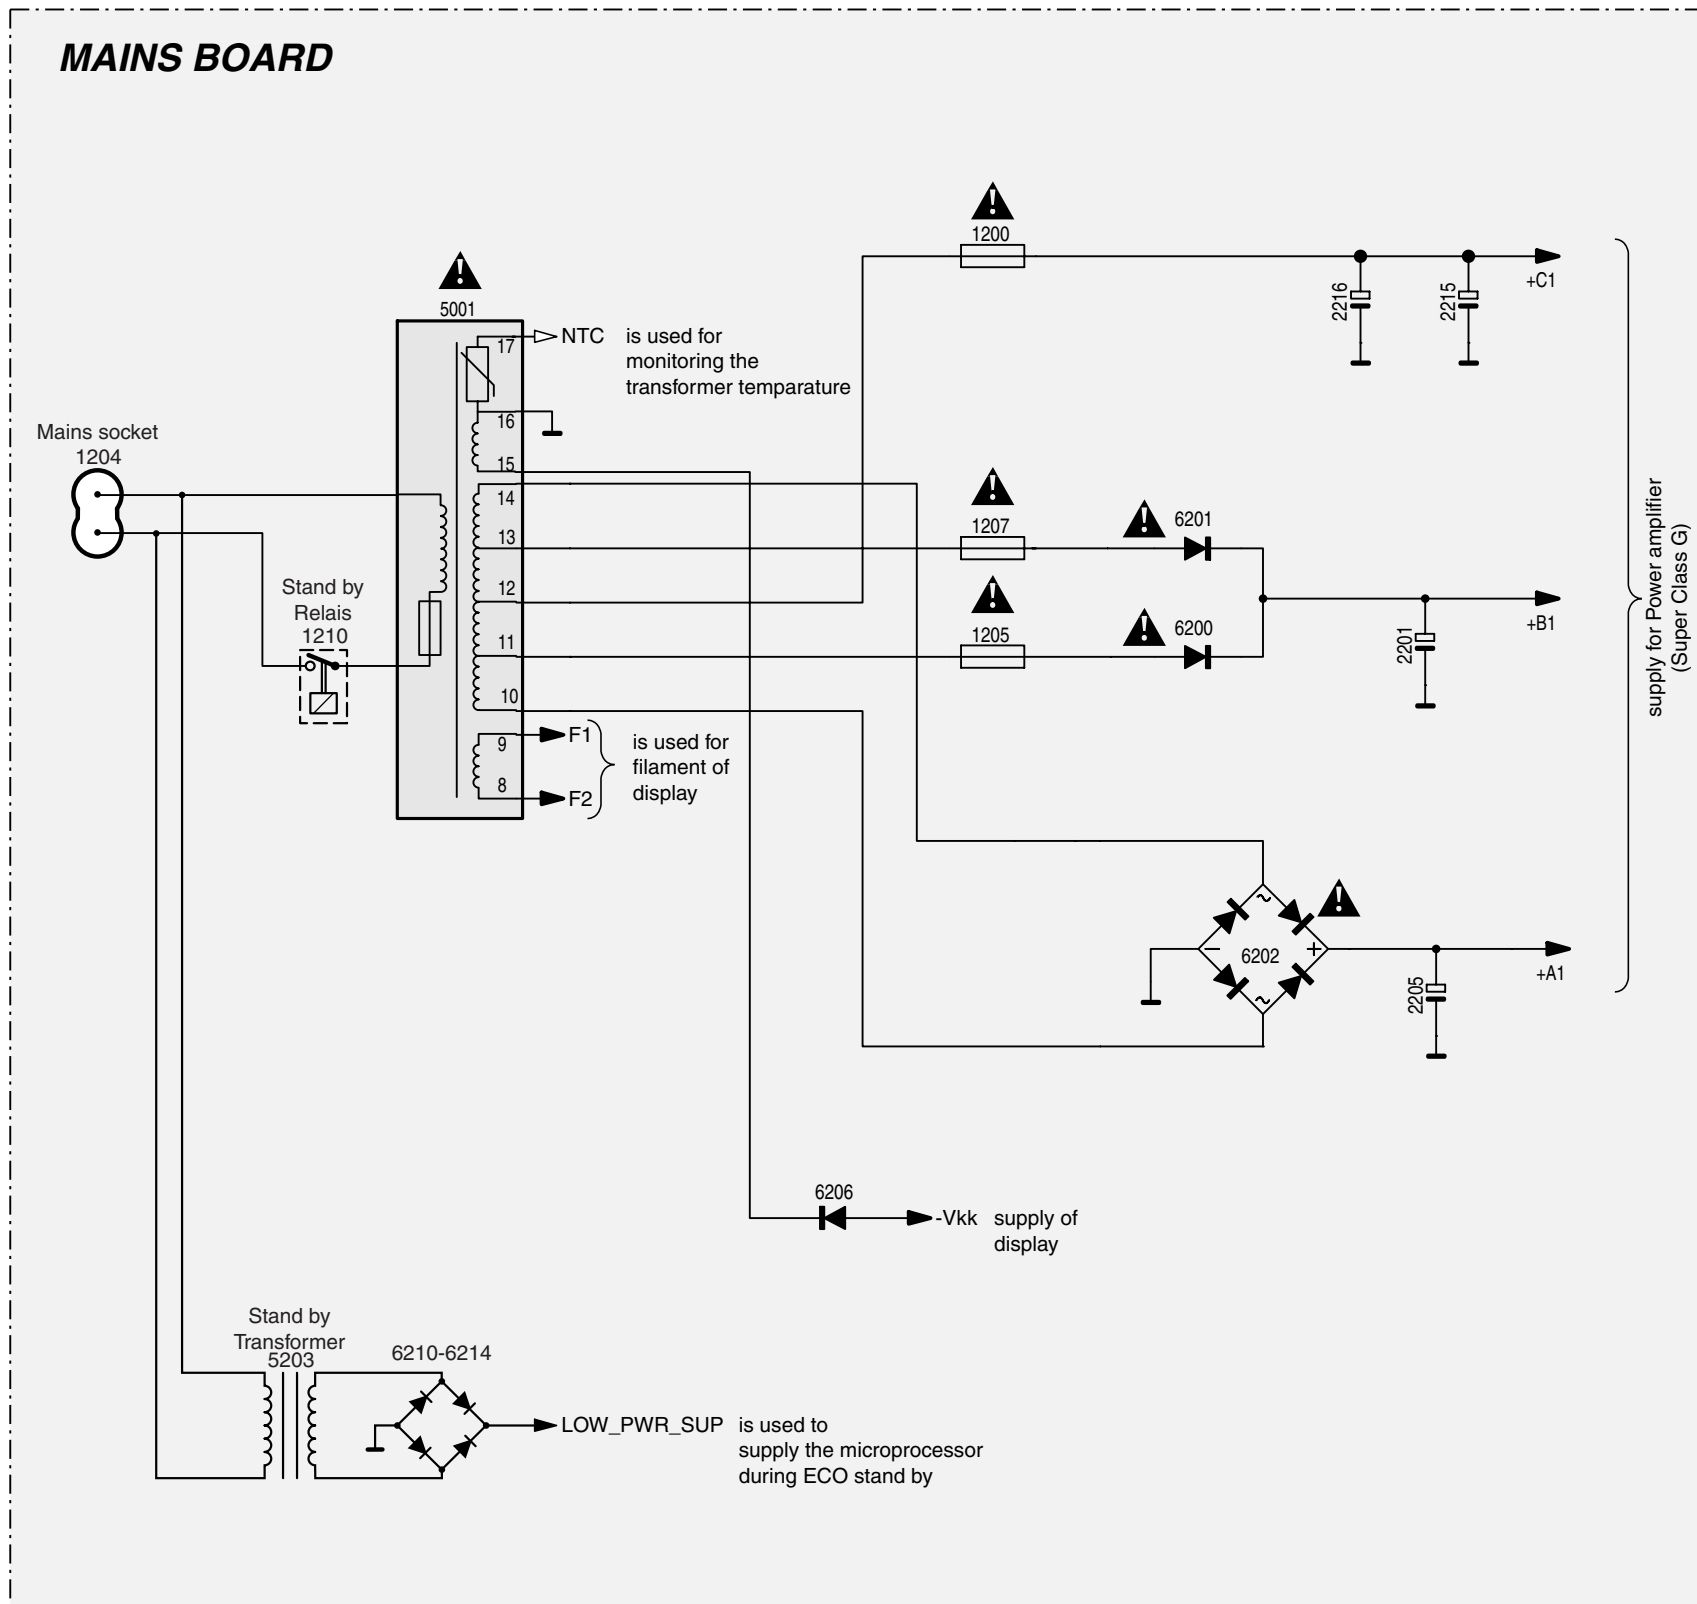 MAINS BOARD
1200
+C1
2216
2215
5001
17
NTC
is used for
monitoring the
transformer temparature
16
15
Mains socket
1204
14
13
12
11
10
9
8
1207
6201
1205
6200
+B1
2201
supply for Power amplifier
(Super Class G)
Stand by
Relais
1210
F1
F2
is used for
filament of
display
~
−
6202
+
~
+A1
2205
6206
-Vkk
supply of
display
Stand by
Transformer
5203
6210-6214
LOW_PWR_SUP
is used to
supply the microprocessor
during ECO stand by